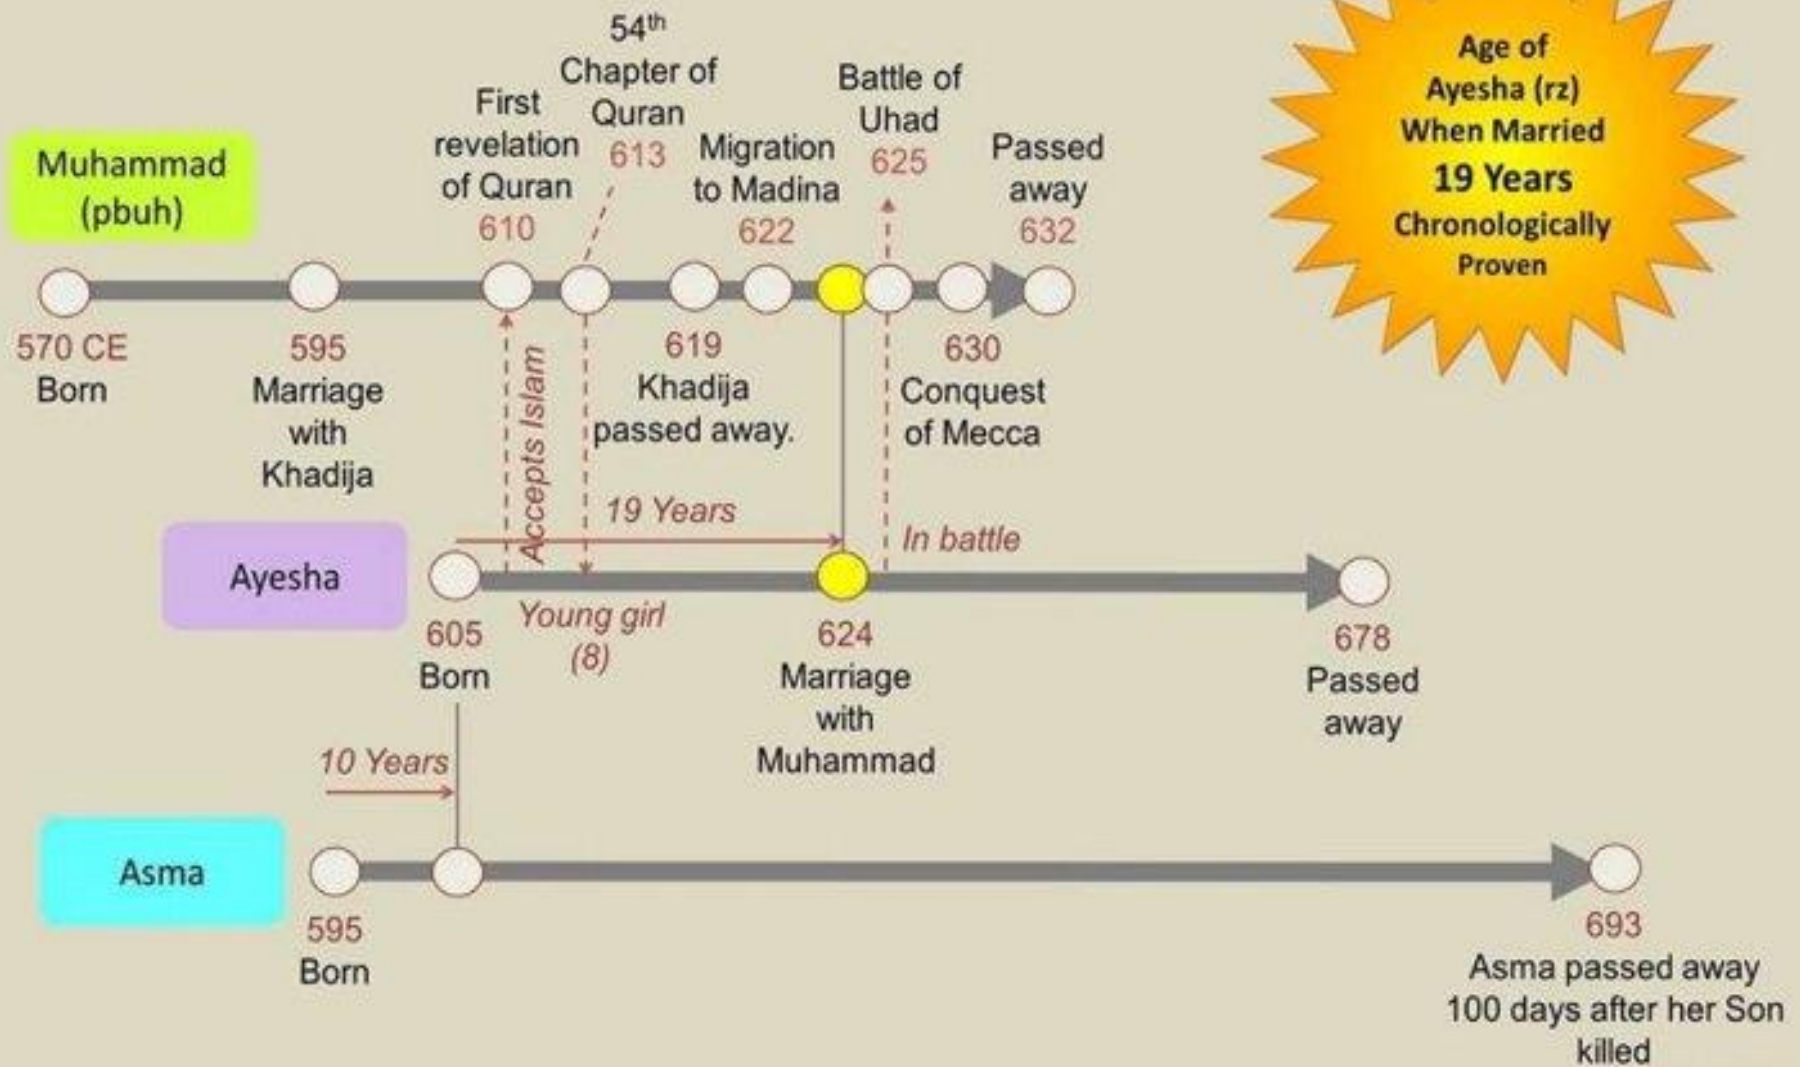 54th
Chapter of
Quran
613
First
revelation
of Quran
610
Migration
to Madina
622
Battle of
Uhad
625
Passed
away
632
Age of
Ayesha (rz)
When Married
19 Years
Chronologically
Proven
Muhammad
(pbuh)
570 CE
Born
595
Marriage
with
Khadija
Accepts Islam
619
Khadija
passed away.
630
Conquest
of Mecca
19 Years
In battle
Ayesha
605
Born
Young girl
(8)
624
Marriage
with
Muhammad
678
Passed
away
10 Years
Asma
595
Born
693
Asma passed away
100 days after her Son
killed